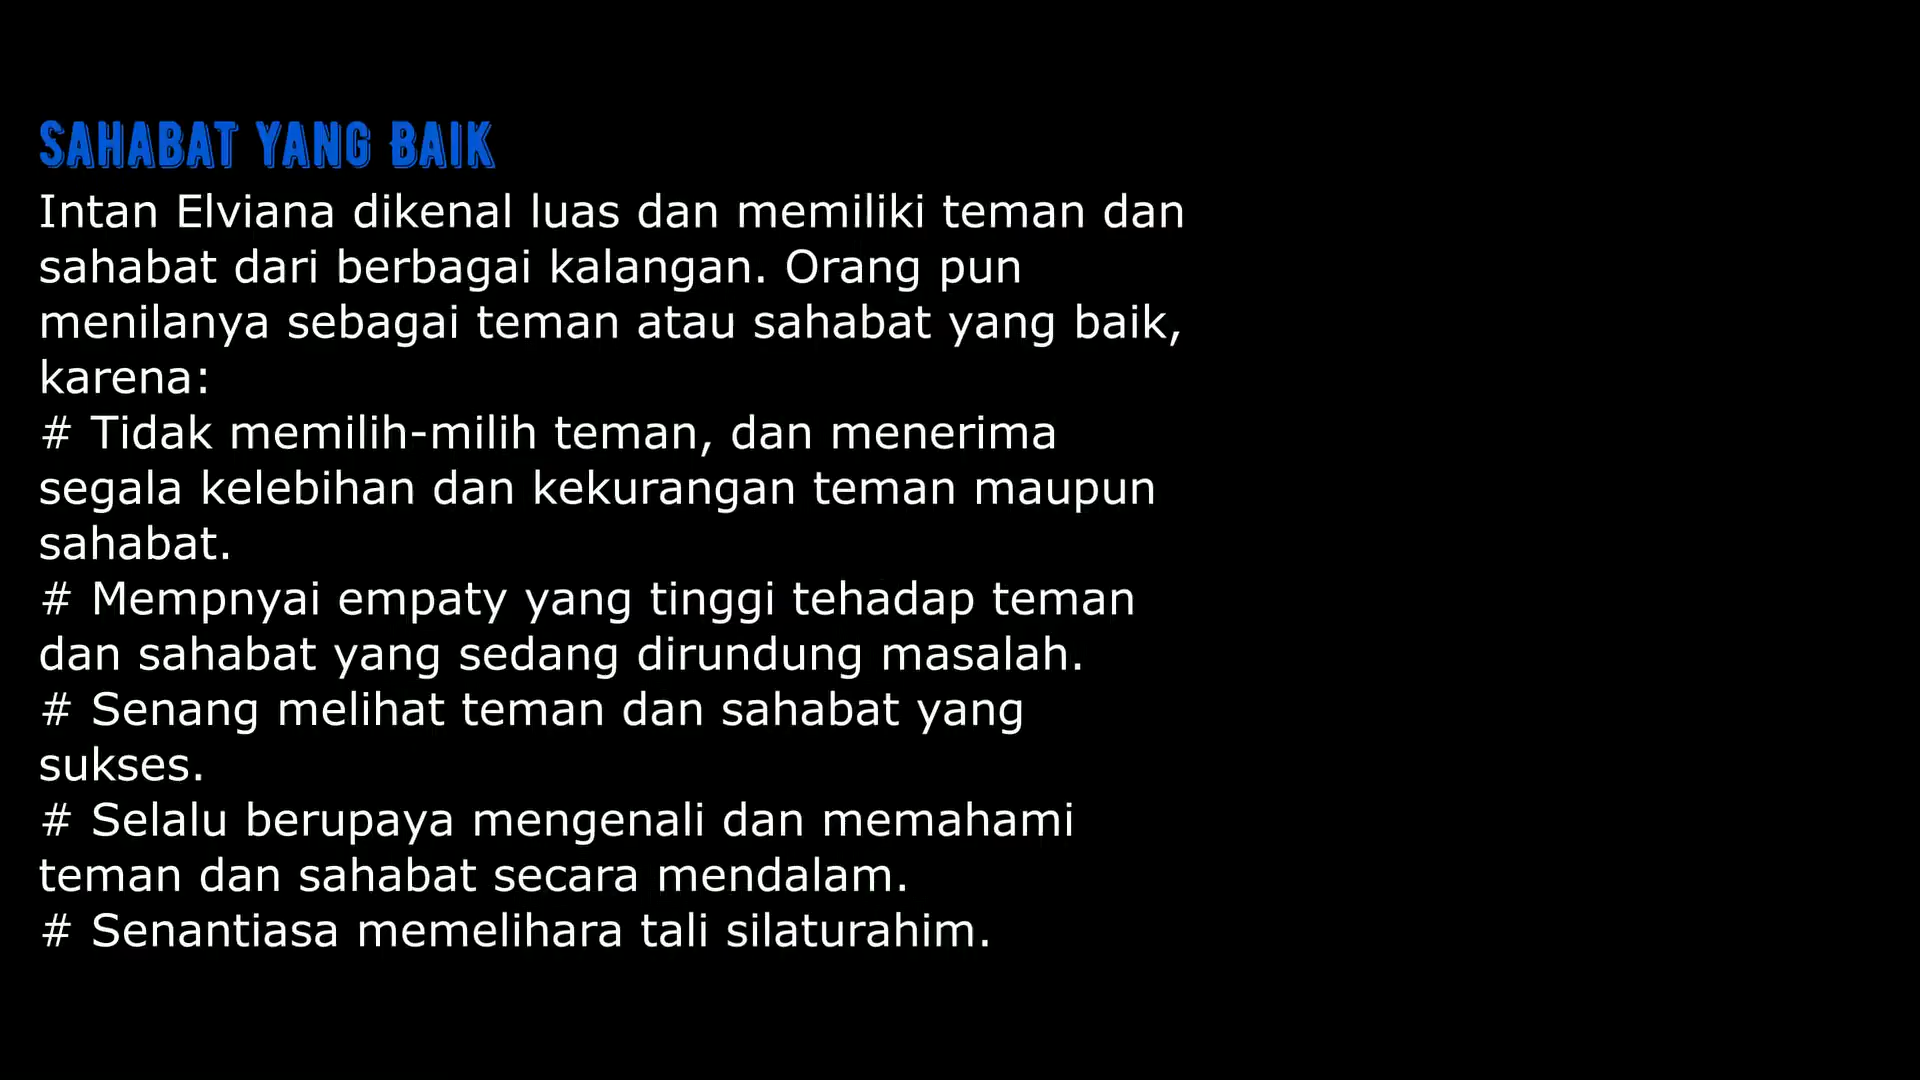 SAHABAT YANG BAIK
Intan Elviana dikenal luas dan memiliki teman dan
sahabat dari berbagai kalangan. Orang pun
menilanya sebagai teman atau sahabat yang baik,
karena:
# Tidak memilih-milih teman, dan menerima
segala kelebihan dan kekurangan teman maupun
sahabat.
# Mempnyai empaty yang tinggi tehadap teman
dan sahabat yang sedang dirundung masalah.
# Senang melihat teman dan sahabat yang
sukses.
# Selalu berupaya mengenali dan memahami
teman dan sahabat secara mendalam.
# Senantiasa memelihara tali silaturahim.